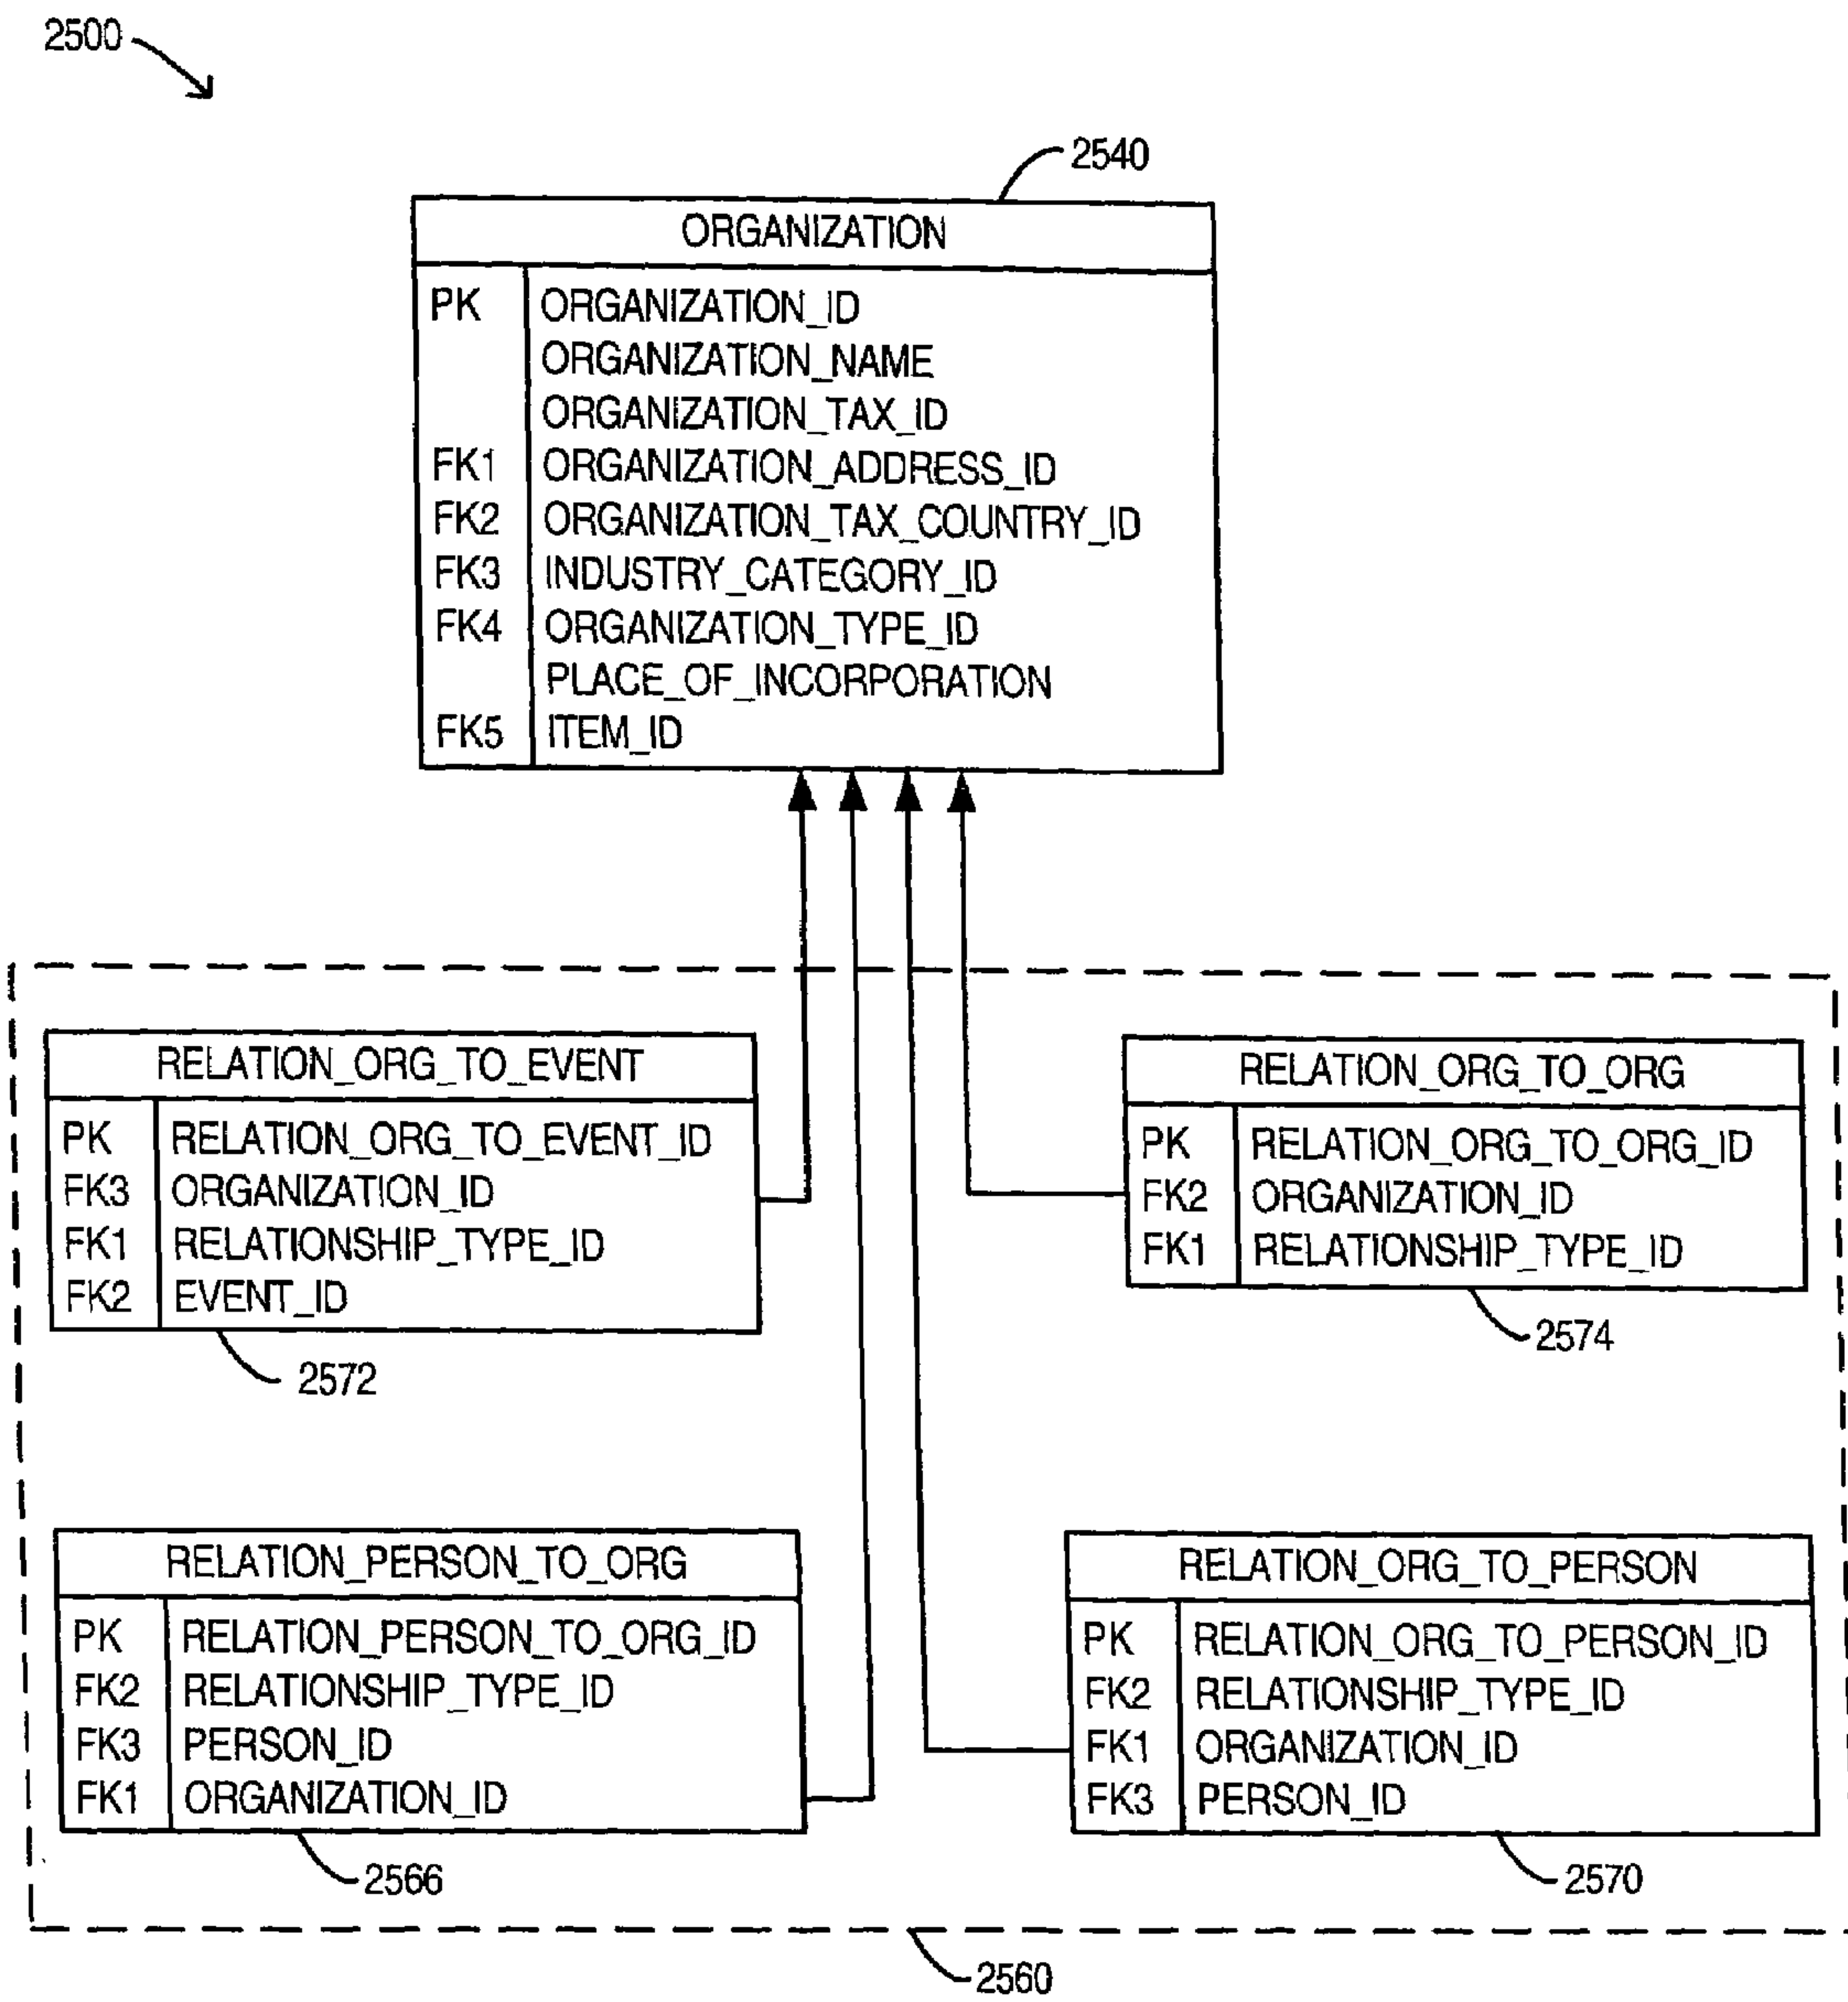 2500
2540
ORGANIZATION
PK ORGANIZATION_ID
ORGANIZATION_NAME
ORGANIZATION_TAX_ID
FK1 ORGANIZATION_ADDRESS_ID
FK2 ORGANIZATION_TAX_COUNTRY_ID
FK3 INDUSTRY_CATEGORY_ID
FK4 ORGANIZATION_TYPE_ID
PLACE_OF_INCORPORATION
FK5 ITEM_ID
RELATION_ORG_TO_EVENT
PK RELATION_ORG_TO_EVENT_ID
FK3 ORGANIZATION_ID
FK1 RELATIONSHIP_TYPE_ID
FK2 EVENT_ID
2572
RELATION_ORG_TO_ORG
PK RELATION_ORG_TO_ORG_ID
FK2 ORGANIZATION_ID
FK1 RELATIONSHIP_TYPE_ID
2574
RELATION_PERSON_TO_ORG
PK RELATION_PERSON_TO_ORG_ID
FK2 RELATIONSHIP_TYPE_ID
FK3 PERSON_ID
FK1 ORGANIZATION_ID
2566
RELATION_ORG_TO_PERSON
PK RELATION_ORG_TO_PERSON_ID
FK2 RELATIONSHIP_TYPE_ID
FK1 ORGANIZATION_ID
FK3 PERSON_ID
2570
2560